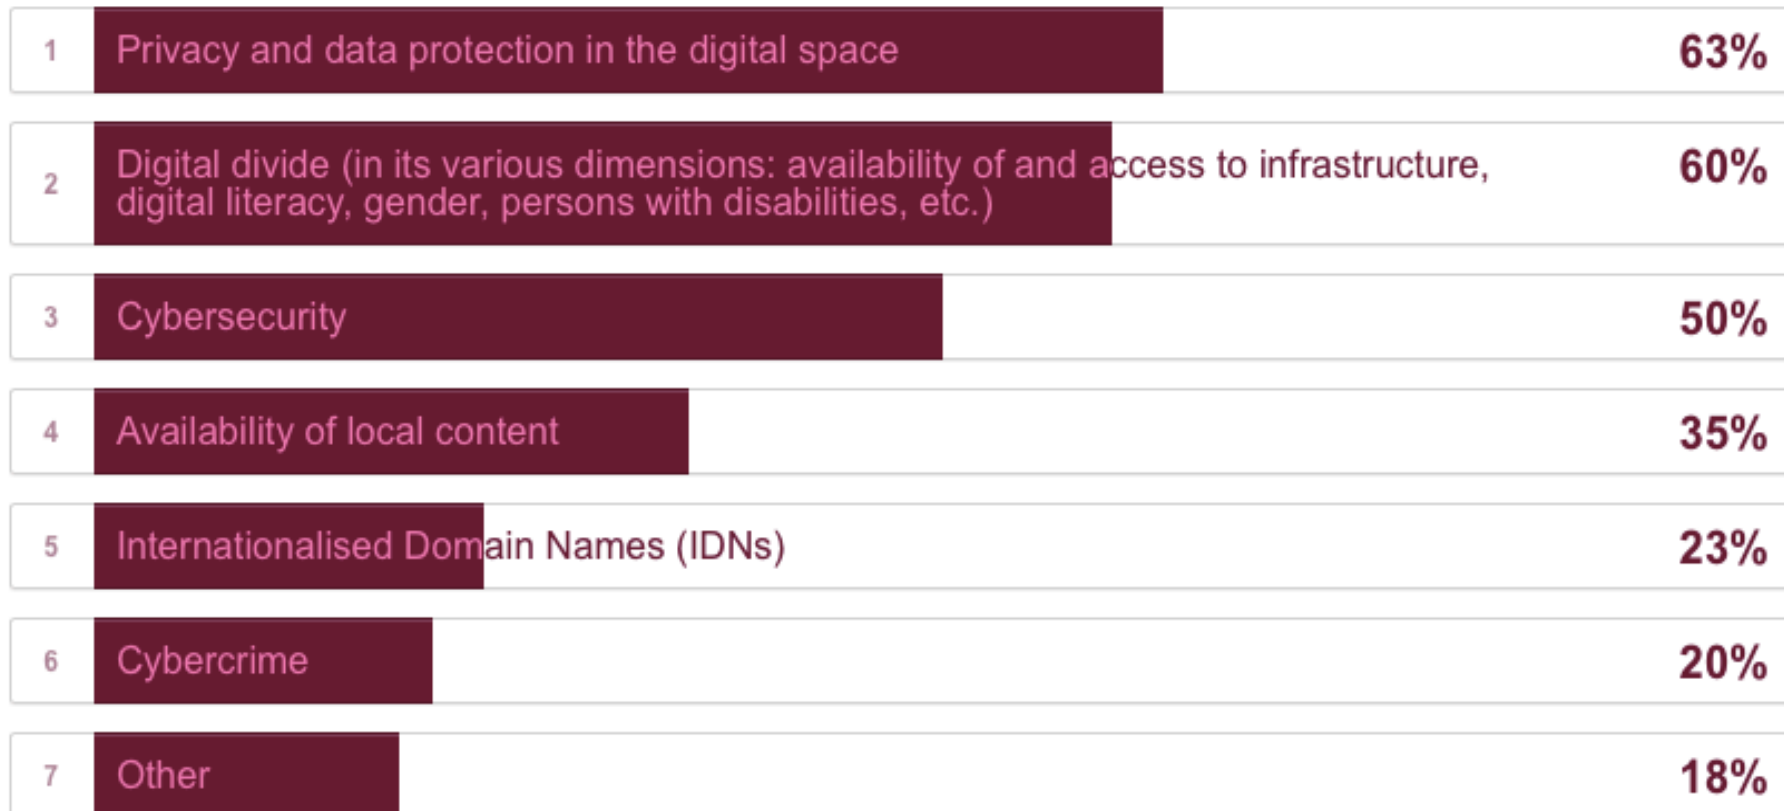 1 Privacy and data protection in the digital space 63%
2 Digital divide (in its various dimensions: availability of and access to infrastructure, 60%
digital literacy, gender, persons with disabilities, etc.)
3 Cybersecurity 50%
4 Availability of local content 35%
5 Internationalised Domain Names (IDNs) 23%
6 Cybercrime 20%
7 Other 18%